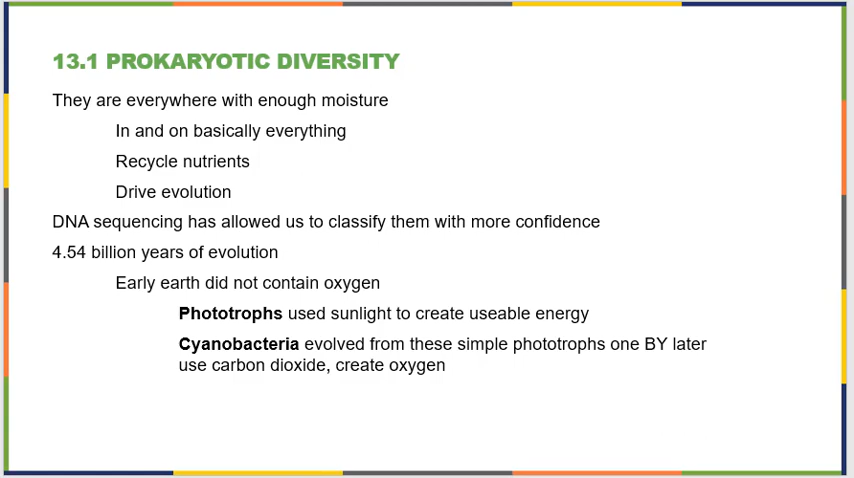 13.1 PROKARYOTIC DIVERSITY
They are everywhere with enough moisture
In and on basically everything
Recycle nutrients
Drive evolution
DNA sequencing has allowed us to classify them with more confidence
4.54 billion years of evolution
Early earth did not contain oxygen
Phototrophs used sunlight to create useable energy
Cyanobacteria evolved from these simple phototrophs one BY later
use carbon dioxide, create oxygen